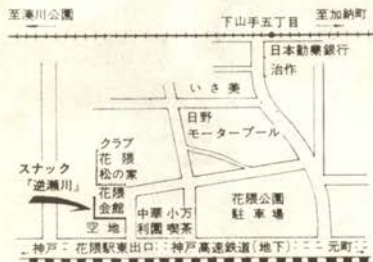 至湊川公園
下山手五丁目
至加納町
日本勧業銀行
治作
いさ美
日野
モータープール
クラブ
花隈
松の家
スナック
「逆瀬川」
花隈
会館
空地
中華
利園
小万
喫茶
花隈公園
駐車場
神戸
花隈駅東出口
神戸高速鉄道(地下)
元町